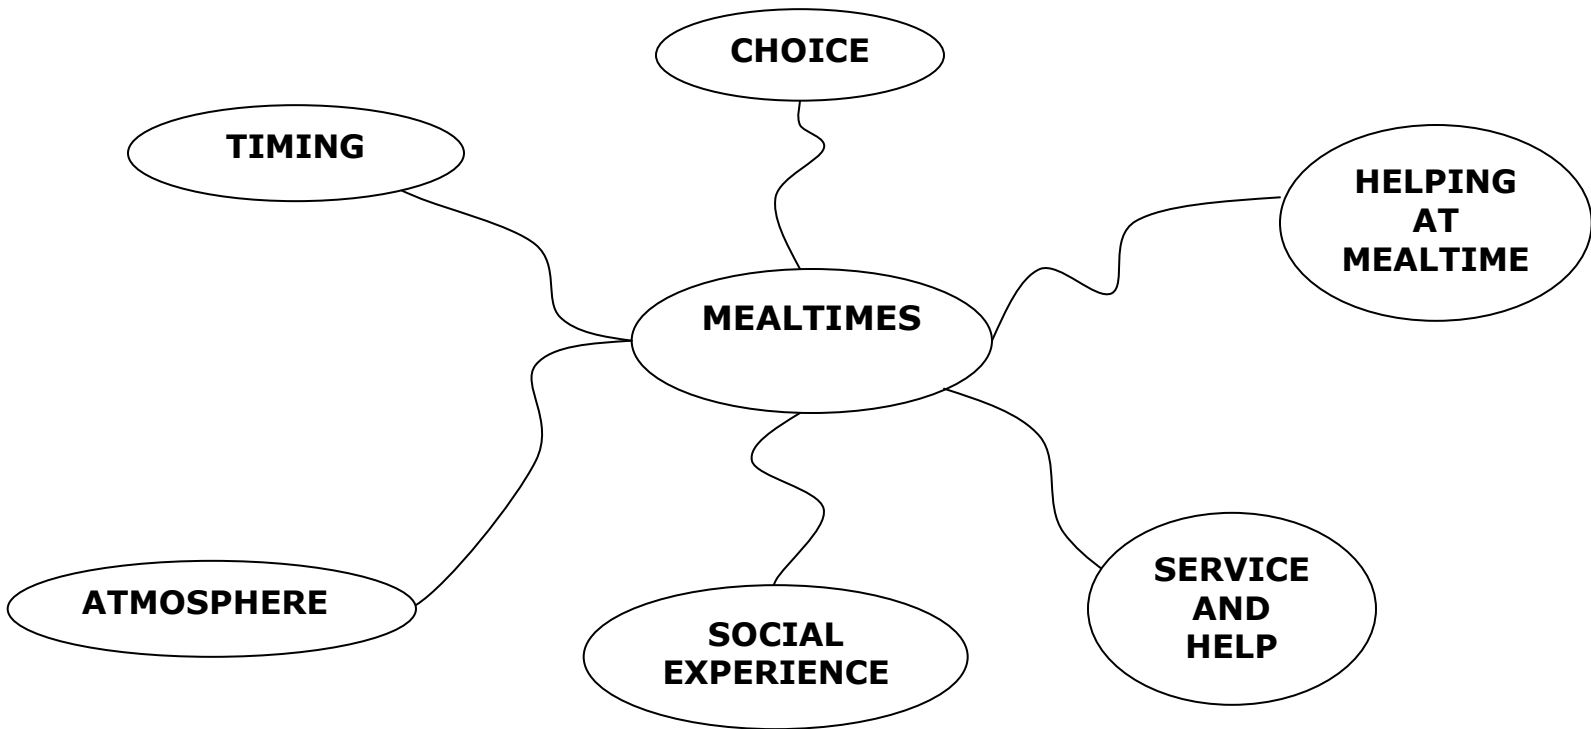 CHOICE
TIMING
HELPING
AT
MEALTIME
MEALTIMES
ATMOSPHERE
SOCIAL
EXPERIENCE
SERVICE
AND
HELP